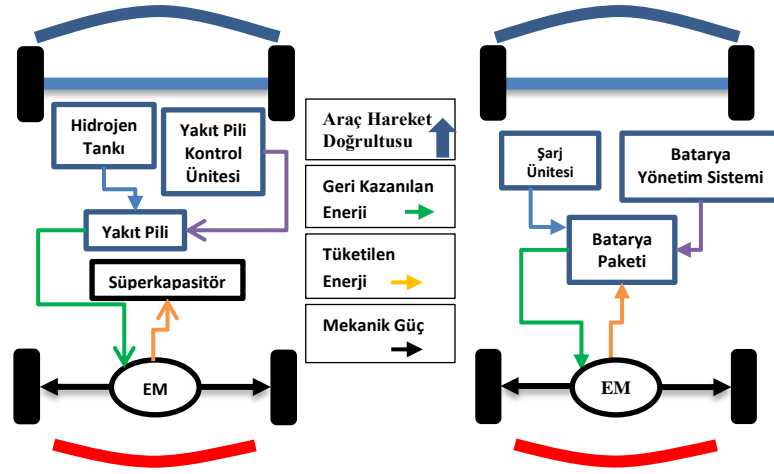 Hidrojen
Tankı
Yakıt Pili
Kontrol
Ünitesi
Yakıt Pili
Süperkapasitör
EM
Araç Hareket
Doğrultusu
Geri Kazanılan
Enerji
Tüketilen
Enerji
Mekanik Güç
Şarj
Ünitesi
Batarya
Yönetim Sistemi
Batarya
Paketi
EM